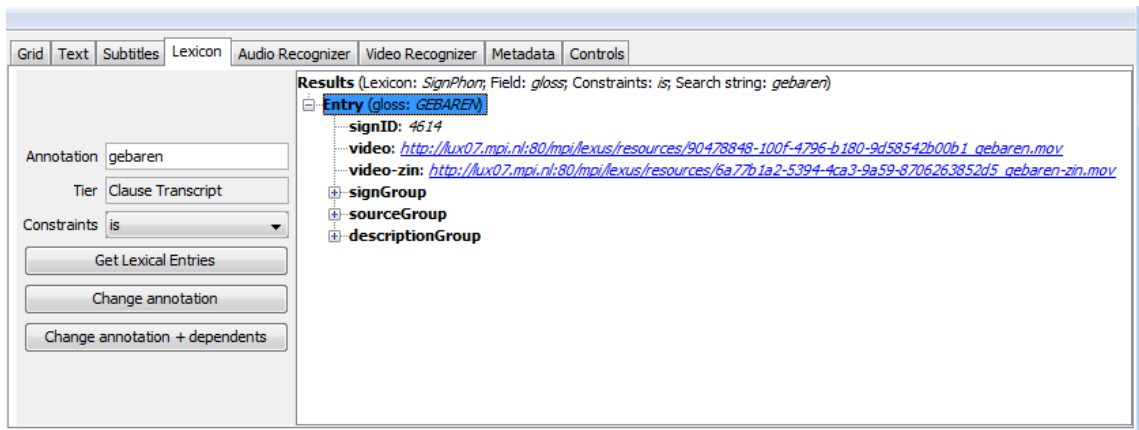 Grid Text Subtitles Lexicon Audio Recognizer Video Recognizer Metadata Controls
Annotation gebaren
Tier Clause Transcript
Constraints is
Get Lexical Entries
Change annotation
Change annotation + dependents
Results (Lexicon: SignPhon; Field: gloss; Constraints: is; Search string: gebaren)
Entry (gloss: GEBAREN)
signID: 4614
video: http://lux07.mpi.nl:80/mpi/lexus/resources/90478848-100f-4796-b180-9d58542b00b1_gebaren.mov
video-zin: http://lux07.mpi.nl:80/mpi/lexus/resources/6a77b1a2-5394-4ca3-9a59-8706263852d5_gebaren-zin.mov
signGroup
sourceGroup
descriptionGroup